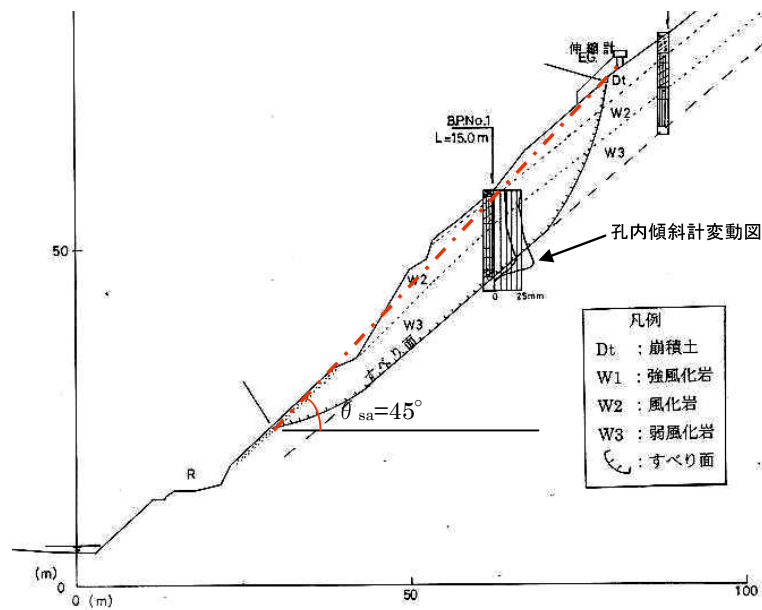 伸縮計
EG.
Dt
W2
B.P.No.1
L=15.0m
W3
50
孔内傾斜計変動図
W2
0 25mm
W3
すべり面
凡例
Dt ：崩積土
W1 ：強風化岩
W2 ：風化岩
W3 ：弱風化岩
：すべり面
θsa=45°
R
(m)
0
0 (m)
50
100